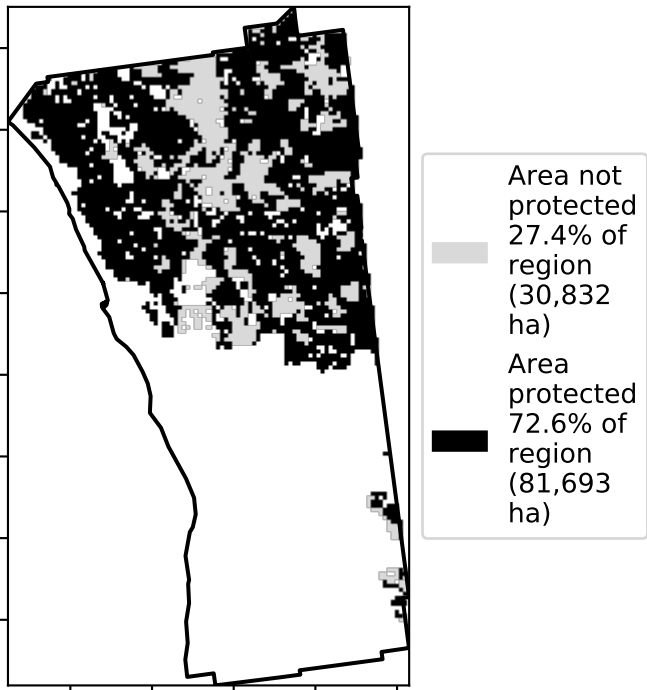 Area not
protected
27.4% of
region
(30,832
ha)
Area
protected
72.6% of
region
(81,693
ha)